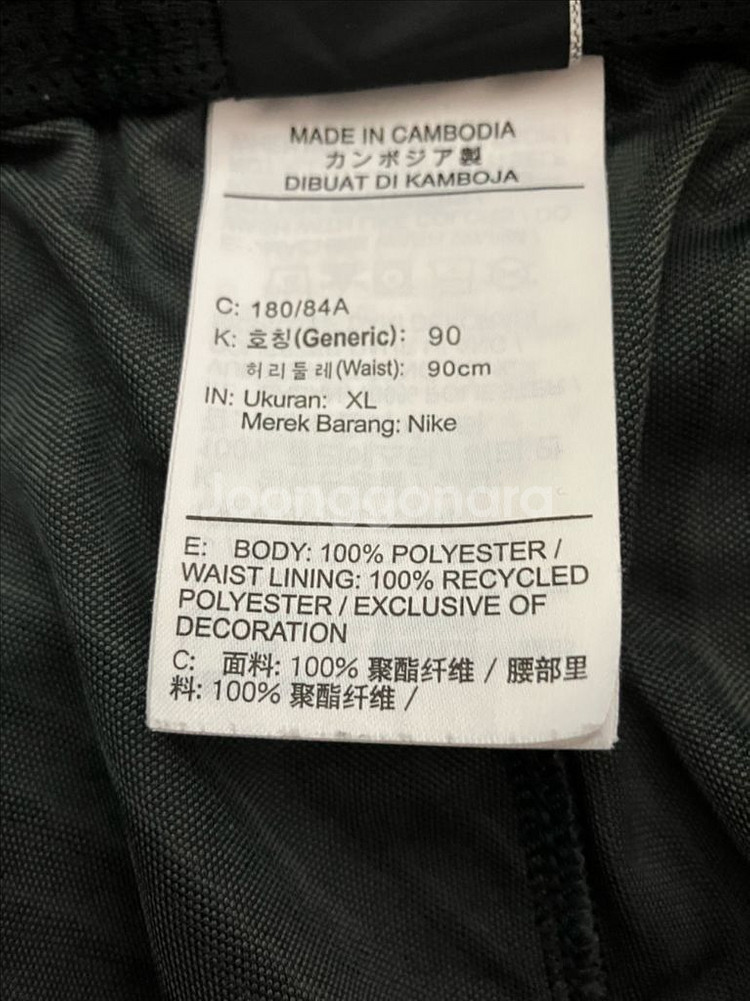 MADE IN CAMBODIA
カンボジア製
DIBUAT DI KAMBOJA
C: 180/84A
K: 호칭(Generic): 90
허리둘레(Waist): 90cm
IN: Ukuran: XL
Merek Barang: Nike
Joonggonara
E: BODY: 100% POLYESTER /
WAIST LINING: 100% RECYCLED
POLYESTER / EXCLUSIVE OF
DECORATION
C: 面料: 100% 聚酯纤维 / 腰部里
料: 100% 聚酯纤维 /